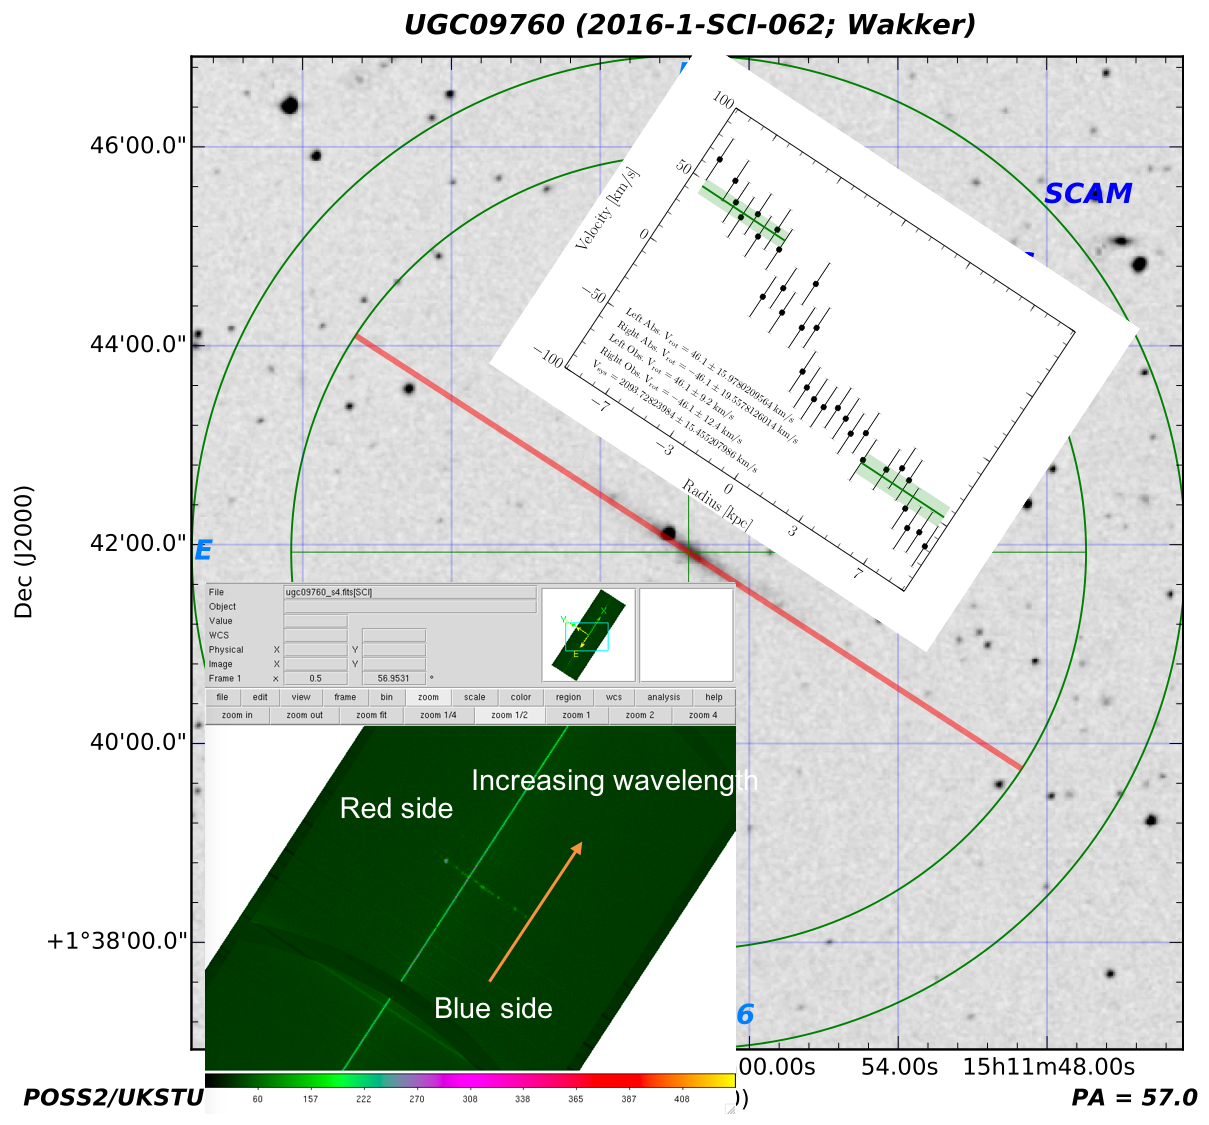 UGC09760 (2016-1-SCI-062; Wakker)
46'00.0"
44'00.0"
42'00.0"
40'00.0"
+1°38'00.0"
Dec (J2000)
E
SCAM
100
50
0
−50
−100
Velocity [km/s]
Left Abs. Vrot = 46.1 ± 15.9780209564 km/s
Right Abs. Vrot = −46.1 ± 19.5578126014 km/s
Left Obs. Vrot = 46.1 ± 9.2 km/s
Right Obs. Vrot = −46.1 ± 12.4 km/s
Vsys = 2093.72823984 ± 15.455207986 km/s
−7
−3
0
3
7
Radius [kpc]
File ugc09760_s4.fits[SCI]
Object
Value
WCS
Physical X Y
Image X Y
Frame 1 x 0.5 56.9531 °
X
Y
E
file edit view frame bin zoom scale color region wcs analysis help
zoom in zoom out zoom fit zoom 1/4 zoom 1/2 zoom 1 zoom 2 zoom 4
Increasing wavelength
Red side
Blue side
60 157 222 270 308 338 365 387 408
6
00.00s 54.00s 15h11m48.00s
POSS2/UKSTU
))
PA = 57.0